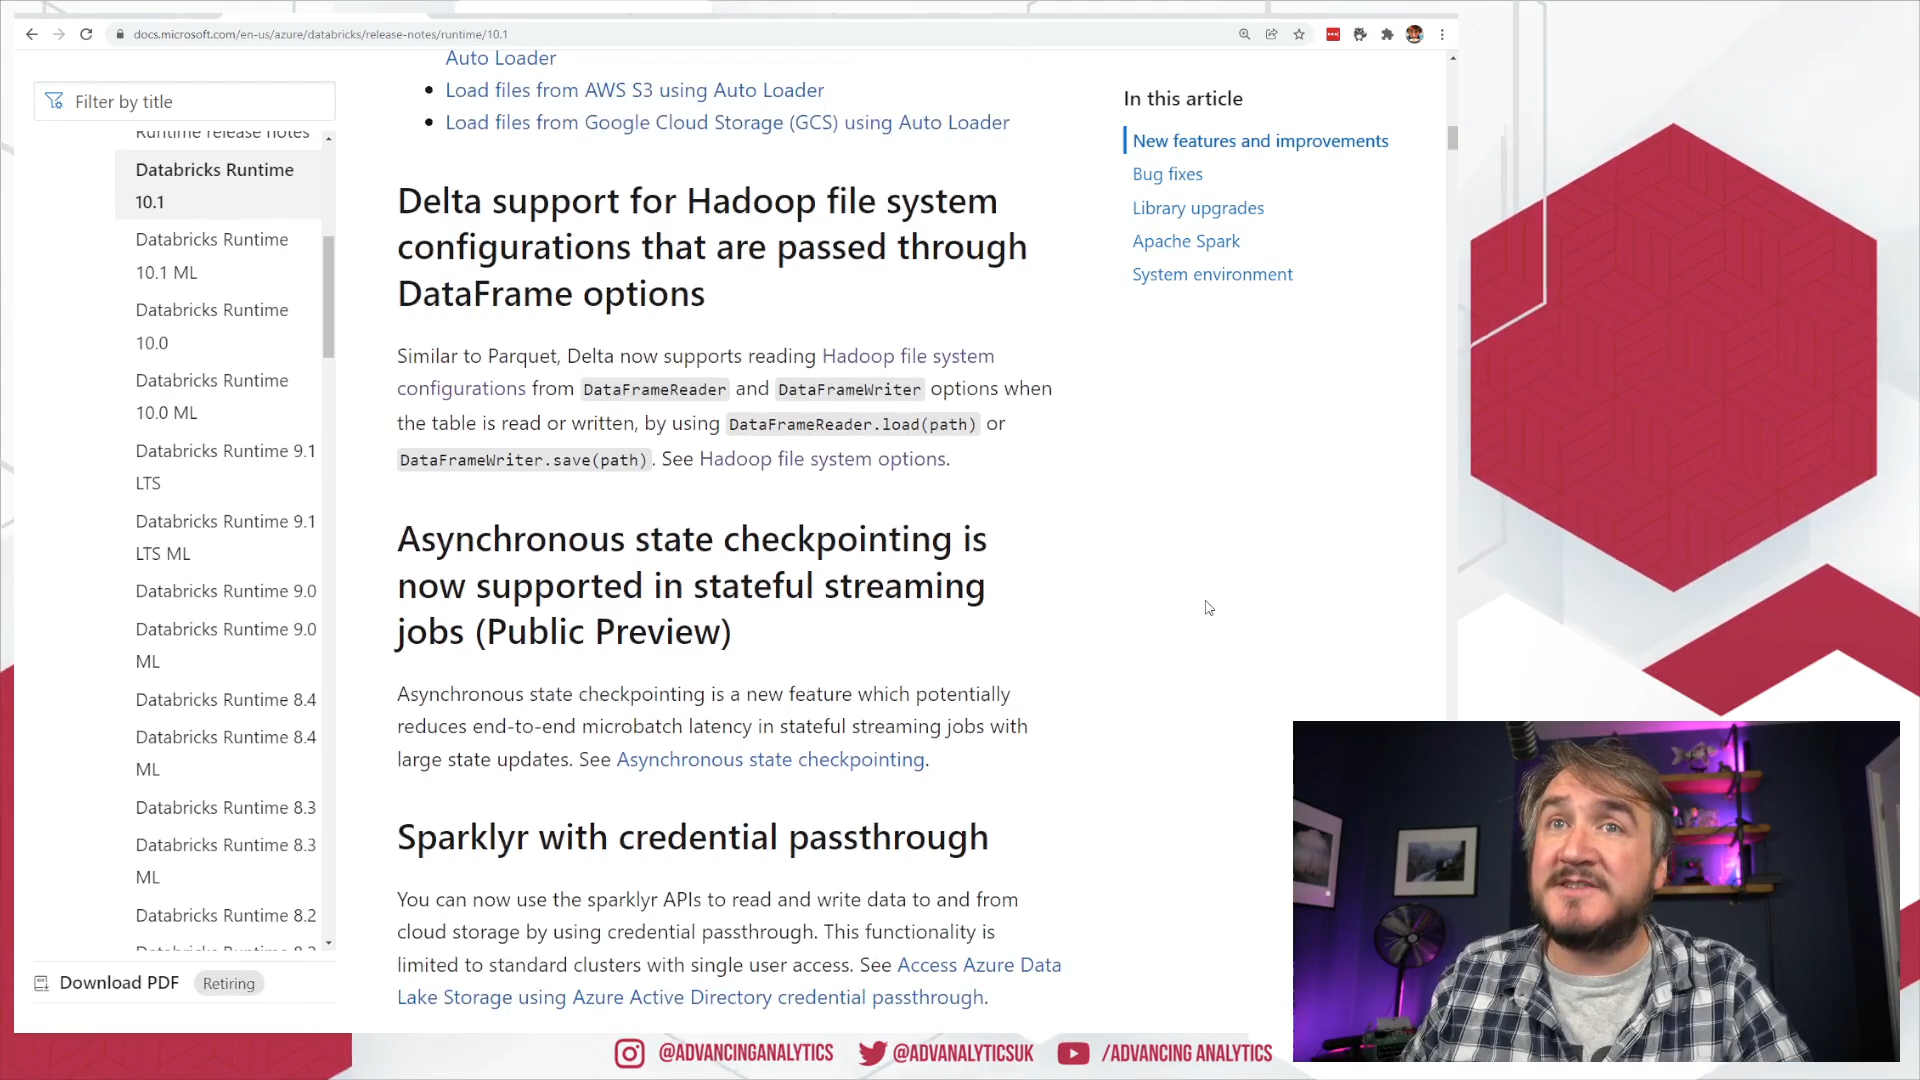 docs.microsoft.com/en-us/azure/databricks/release-notes/runtime/10.1
Filter by title
Runtime release notes
Databricks Runtime
10.1
Databricks Runtime
10.1 ML
Databricks Runtime
10.0
Databricks Runtime
10.0 ML
Databricks Runtime 9.1
LTS
Databricks Runtime 9.1
LTS ML
Databricks Runtime 9.0
Databricks Runtime 9.0
ML
Databricks Runtime 8.4
Databricks Runtime 8.4
ML
Databricks Runtime 8.3
Databricks Runtime 8.3
ML
Databricks Runtime 8.2
Download PDF
Retiring
Auto Loader
Load files from AWS S3 using Auto Loader
Load files from Google Cloud Storage (GCS) using Auto Loader
Delta support for Hadoop file system
configurations that are passed through
DataFrame options
Similar to Parquet, Delta now supports reading Hadoop file system
configurations from DataFrameReader and DataFrameWriter options when
the table is read or written, by using DataFrameReader.load(path) or
DataFrameWriter.save(path). See Hadoop file system options.
Asynchronous state checkpointing is
now supported in stateful streaming
jobs (Public Preview)
Asynchronous state checkpointing is a new feature which potentially
reduces end-to-end microbatch latency in stateful streaming jobs with
large state updates. See Asynchronous state checkpointing.
Sparklyr with credential passthrough
You can now use the sparklyr APIs to read and write data to and from
cloud storage by using credential passthrough. This functionality is
limited to standard clusters with single user access. See Access Azure Data
Lake Storage using Azure Active Directory credential passthrough.
In this article
New features and improvements
Bug fixes
Library upgrades
Apache Spark
System environment
@ADVANCINGANALYTICS
@ADVANALYTICSUK
/ADVANCING ANALYTICS